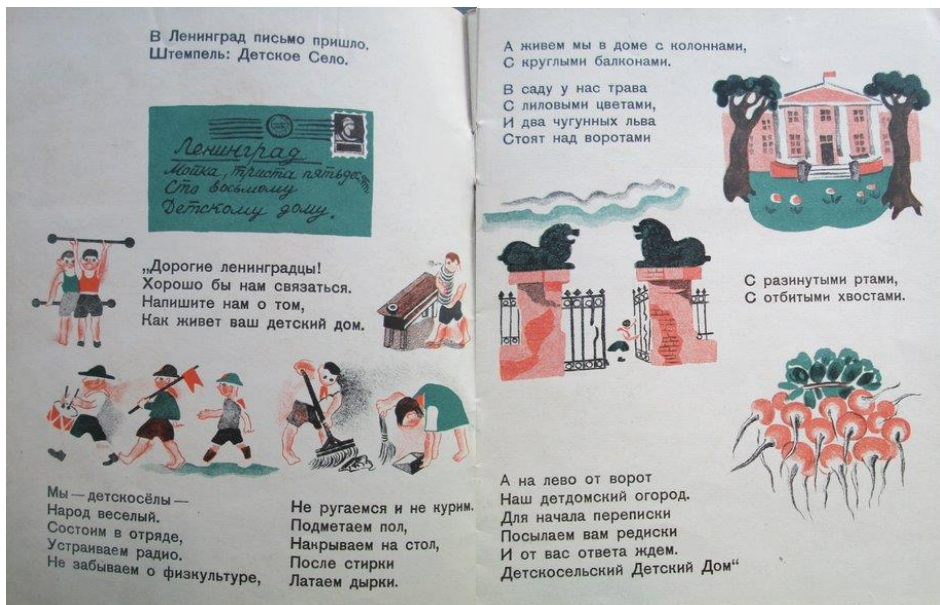 В Ленинград письмо пришло.
Штемпель: Детское Село.
Ленинград
Мойка, триста пятьдесят
Сто восьмому
Детскому дому.
„Дорогие ленинградцы!
Хорошо бы нам связаться.
Напишите нам о том,
Как живет ваш детский дом.
Мы — детскосёлы —
Народ веселый.
Состоим в отряде,
Устраиваем радио.
Не забываем о физкультуре,
Не ругаемся и не курим.
Подметаем пол,
Накрываем на стол,
После стирки
Латаем дырки.
А живем мы в доме с колоннами,
С круглыми балконами.
В саду у нас трава
С лиловыми цветами,
И два чугунных льва
Стоят над воротами
С разинутыми ртами,
С отбитыми хвостами.
А на лево от ворот
Наш детдомский огород.
Для начала переписки
Посылаем вам редиски
И от вас ответа ждем.
Детскосельский Детский Дом“